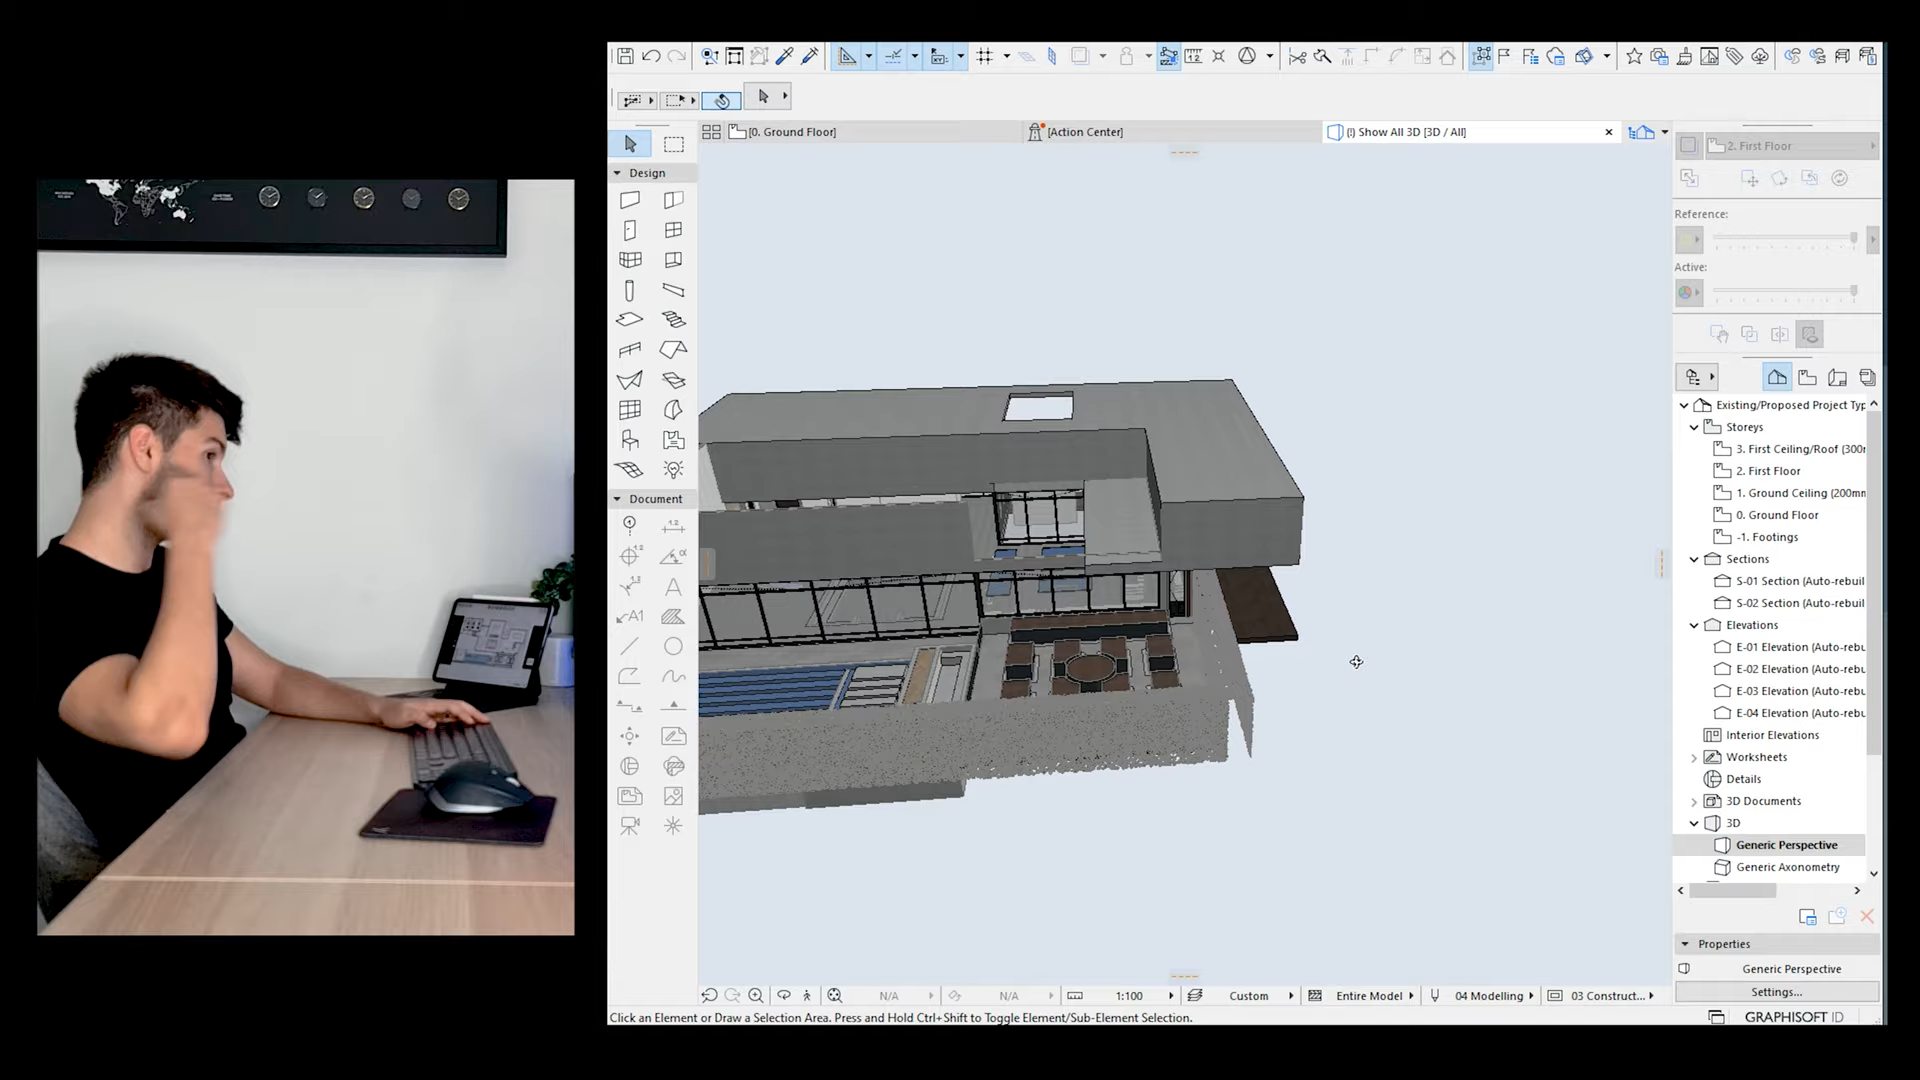 [0. Ground Floor]
[Action Center]
(!) Show All 3D [3D / All]
2. First Floor
Design
Reference:
Active:
Existing/Proposed Project Typ
Storeys
3. First Ceiling/Roof (300m
2. First Floor
1. Ground Ceiling (200mm
0. Ground Floor
-1. Footings
Sections
S-01 Section (Auto-rebuil
S-02 Section (Auto-rebuil
Elevations
E-01 Elevation (Auto-rebu
E-02 Elevation (Auto-rebu
E-03 Elevation (Auto-rebu
E-04 Elevation (Auto-rebu
Interior Elevations
Worksheets
Details
3D Documents
3D
Generic Perspective
Generic Axonometry
Document
1.2
A
A1
Properties
Generic Perspective
Settings...
N/A
N/A
1:100
Custom
Entire Model
04 Modelling
03 Construct...
Click an Element or Draw a Selection Area. Press and Hold Ctrl+Shift to Toggle Element/Sub-Element Selection.
GRAPHISOFT ID